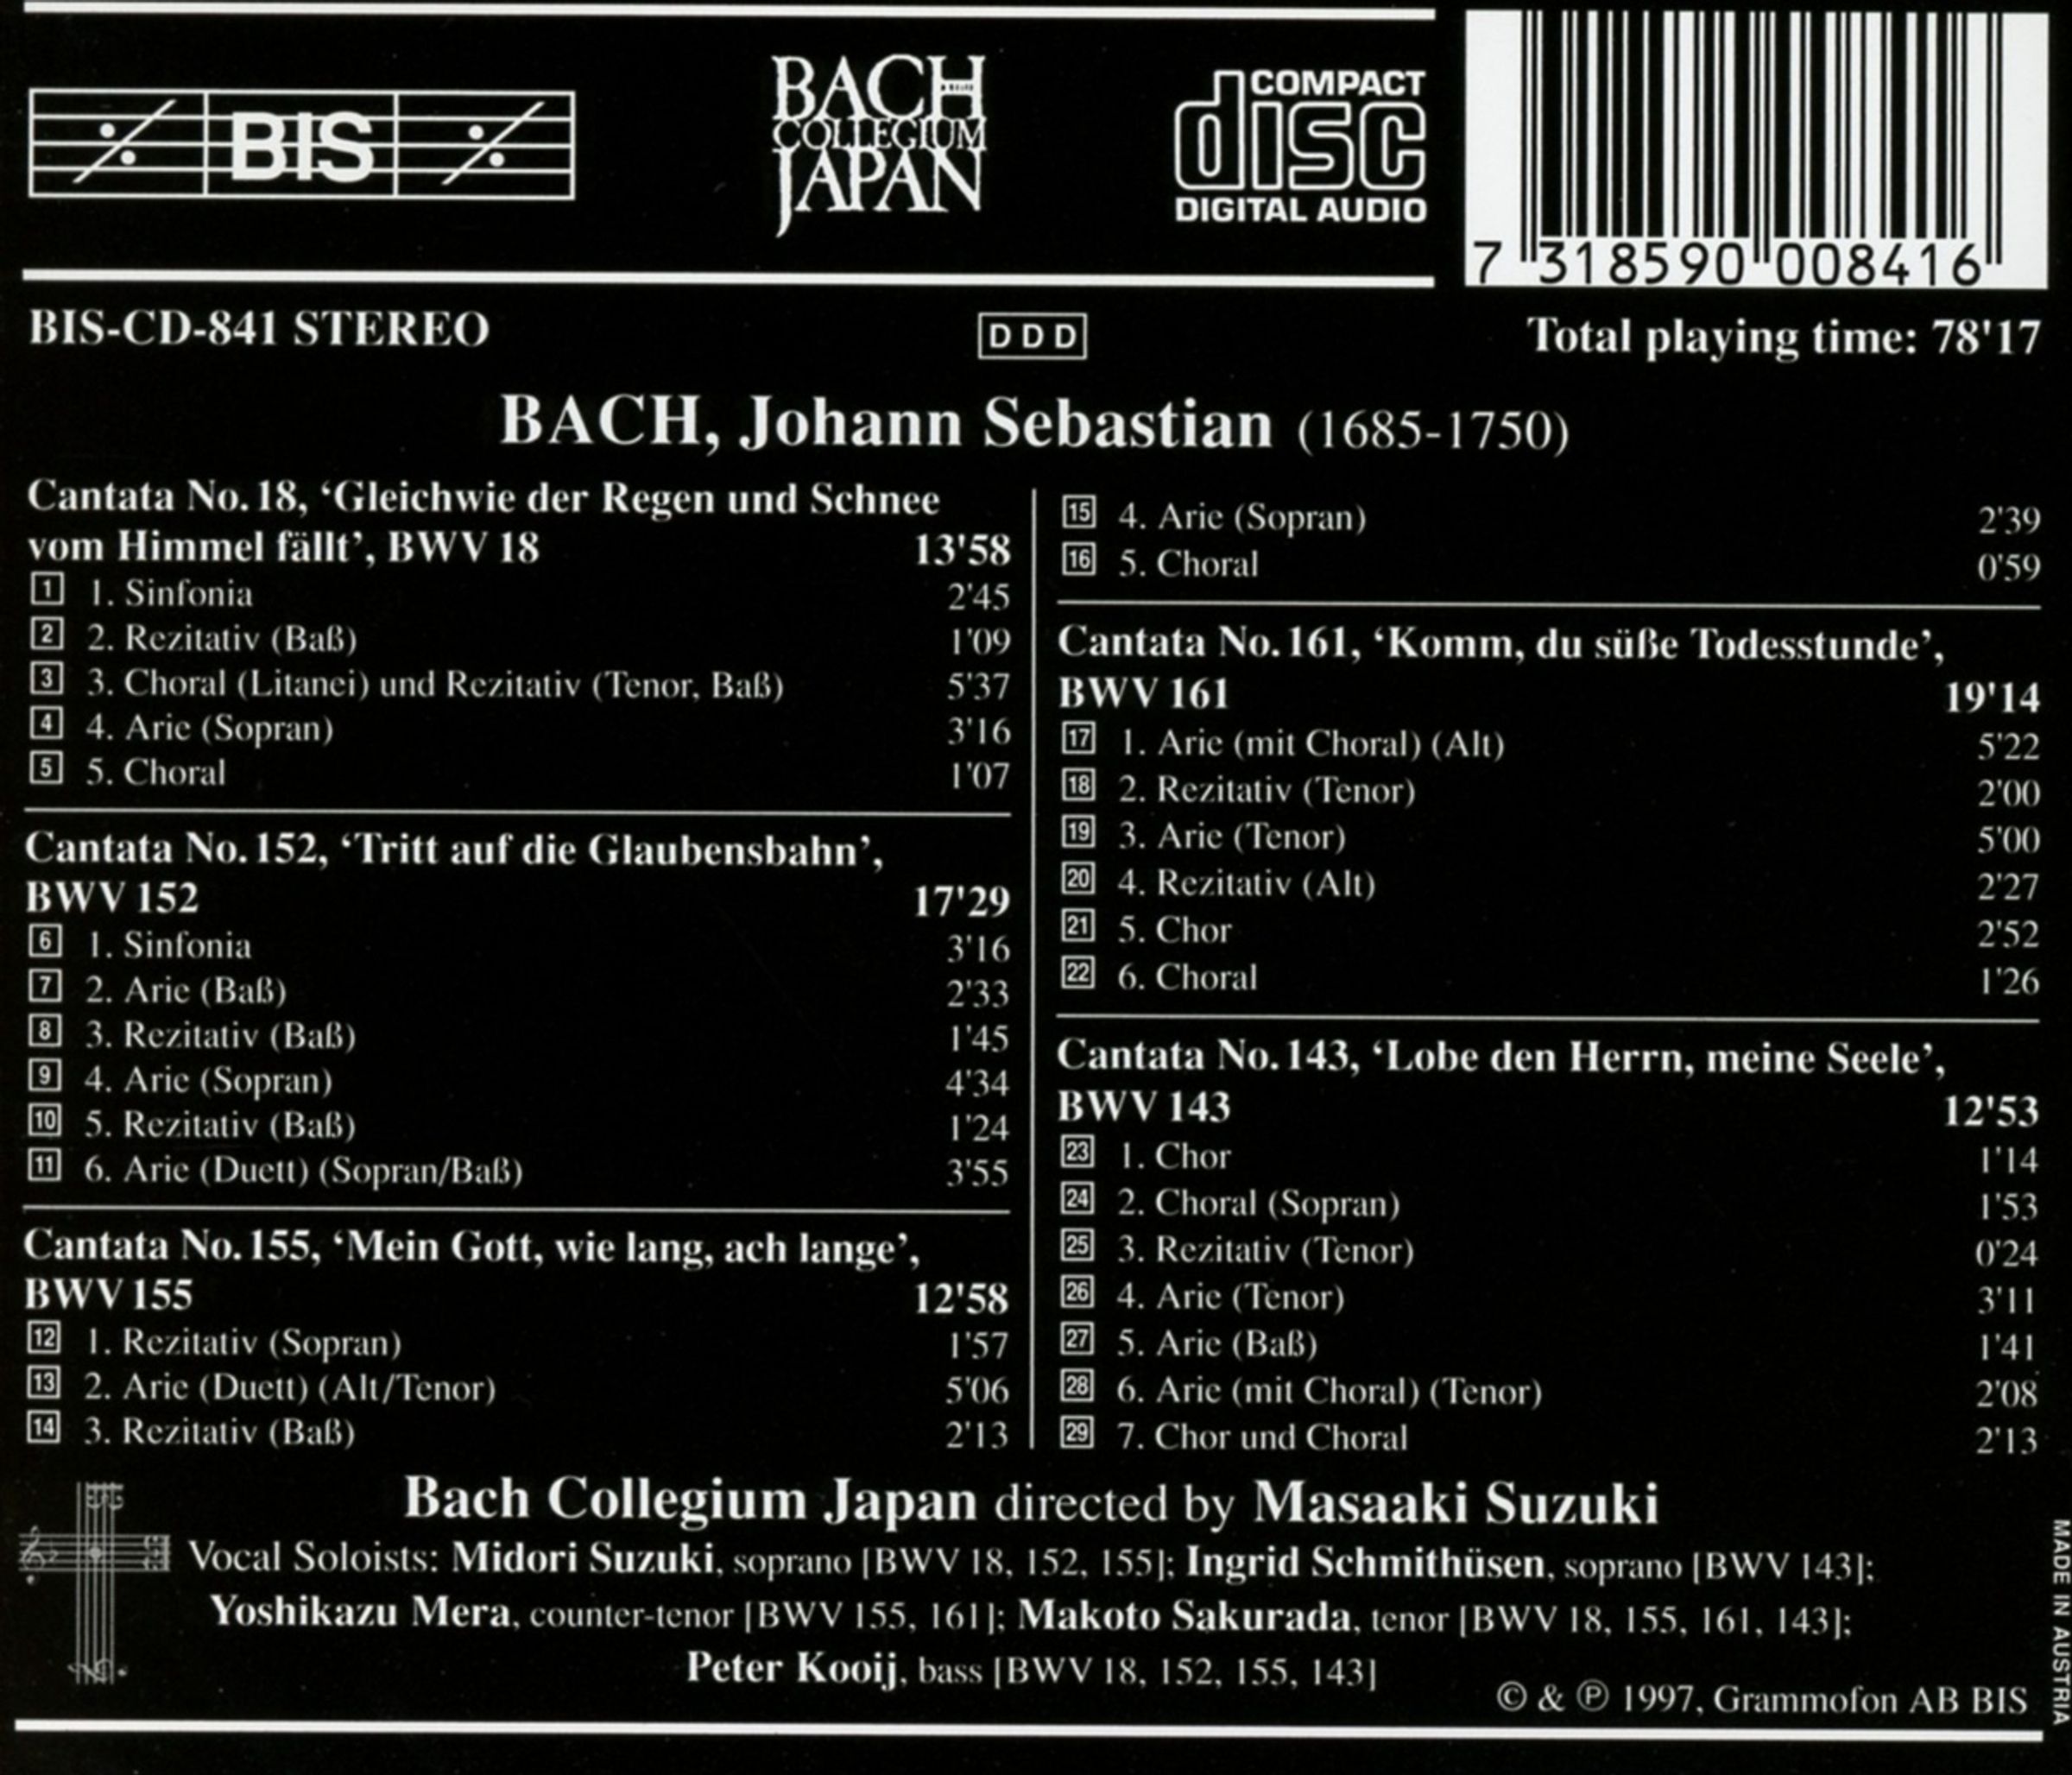 BIS
BACH
COLLEGIUM
JAPAN
COMPACT
disc
DIGITAL AUDIO
7 318590 008416
BIS-CD-841 STEREO
DDD
Total playing time: 78'17
BACH, Johann Sebastian (1685-1750)
Cantata No. 18, ‘Gleichwie der Regen und Schnee
vom Himmel fällt’, BWV 18 13'58
1 1. Sinfonia 2'45
2 2. Rezitativ (Baß) 1'09
3 3. Choral (Litanei) und Rezitativ (Tenor, Baß) 5'37
4 4. Arie (Sopran) 3'16
5 5. Choral 1'07
Cantata No. 152, ‘Tritt auf die Glaubensbahn’,
BWV 152 17'29
6 1. Sinfonia 3'16
7 2. Arie (Baß) 2'33
8 3. Rezitativ (Baß) 1'45
9 4. Arie (Sopran) 4'34
10 5. Rezitativ (Baß) 1'24
11 6. Arie (Duett) (Sopran/Baß) 3'55
Cantata No. 155, ‘Mein Gott, wie lang, ach lange’,
BWV 155 12'58
12 1. Rezitativ (Sopran) 1'57
13 2. Arie (Duett) (Alt/Tenor) 5'06
14 3. Rezitativ (Baß) 2'13
15 4. Arie (Sopran) 2'39
16 5. Choral 0'59
Cantata No. 161, ‘Komm, du süße Todesstunde’,
BWV 161 19'14
17 1. Arie (mit Choral) (Alt) 5'22
18 2. Rezitativ (Tenor) 2'00
19 3. Arie (Tenor) 5'00
20 4. Rezitativ (Alt) 2'27
21 5. Chor 2'52
22 6. Choral 1'26
Cantata No. 143, ‘Lobe den Herrn, meine Seele’,
BWV 143 12'53
23 1. Chor 1'14
24 2. Choral (Sopran) 1'53
25 3. Rezitativ (Tenor) 0'24
26 4. Arie (Tenor) 3'11
27 5. Arie (Baß) 1'41
28 6. Arie (mit Choral) (Tenor) 2'08
29 7. Chor und Choral 2'13
Bach Collegium Japan directed by Masaaki Suzuki
Vocal Soloists: Midori Suzuki, soprano [BWV 18, 152, 155]; Ingrid Schmithüsen, soprano [BWV 143];
Yoshikazu Mera, counter-tenor [BWV 155, 161]; Makoto Sakurada, tenor [BWV 18, 155, 161, 143];
Peter Kooij, bass [BWV 18, 152, 155, 143]
© & ℗ 1997, Grammofon AB BIS
MADE IN AUSTRIA